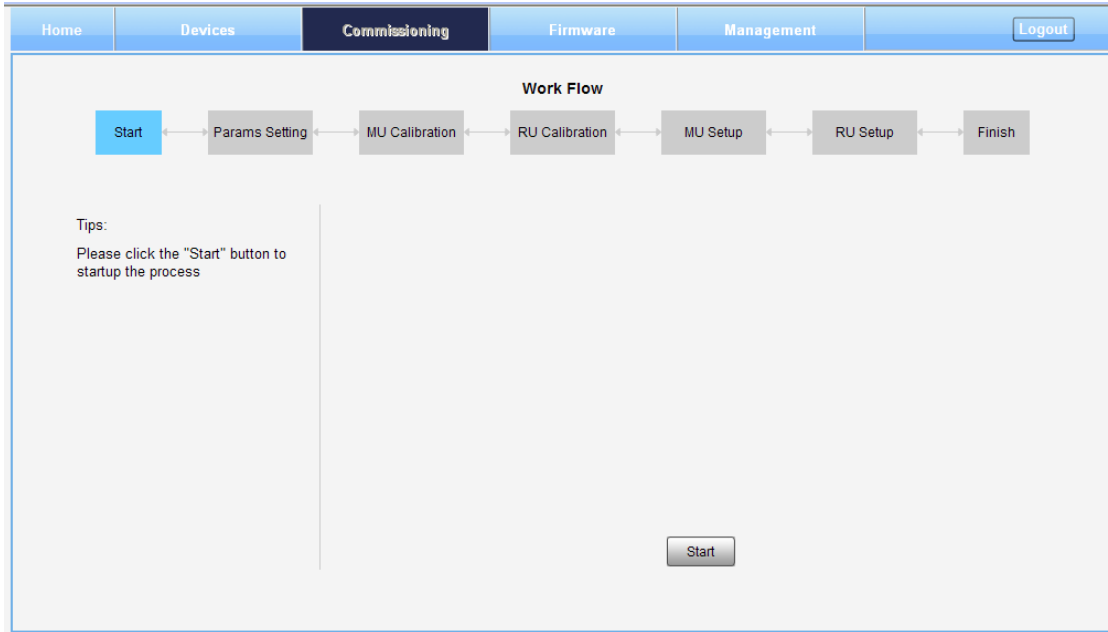 Home Devices Commissioning Firmware Management Logout
Work Flow
Start Params Setting MU Calibration RU Calibration MU Setup RU Setup Finish
Tips:
Please click the "Start" button to
startup the process
Start